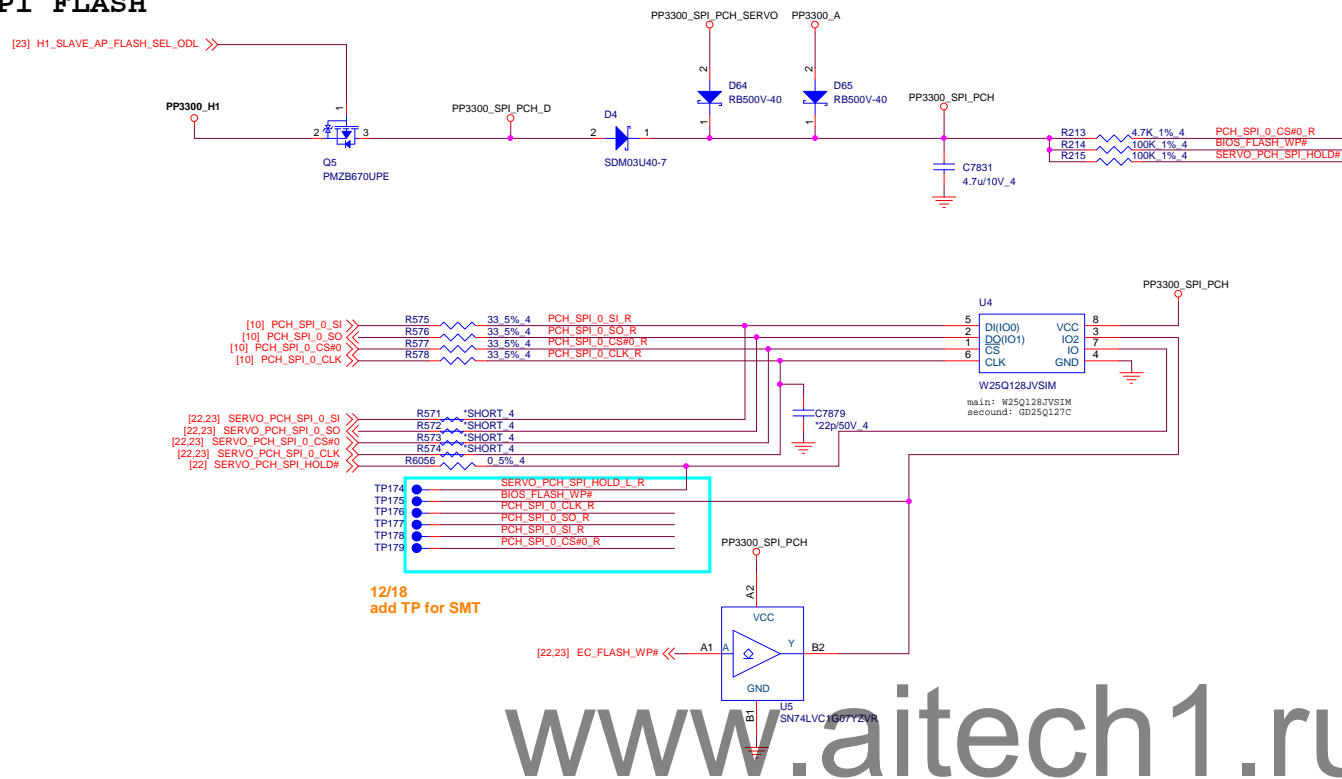 PI FLASH
PP3300_SPI_PCH_SERVO PP3300_A
[23] H1_SLAVE_AP_FLASH_SEL_ODL
2 2
D64 D65
RB500V-40 RB500V-40
PP3300_H1 PP3300_SPI_PCH_D PP3300_SPI_PCH
1 D4 1 1
2 3 2 1
R213 4.7K_1%_4 PCH_SPI_0_CS#0_R
R214 100K_1%_4 BIOS_FLASH_WP#
R215 100K_1%_4 SERVO_PCH_SPI_HOLD#
Q5 SDM03U40-7 C7831
PMZB670UPE 4.7u/10V_4
PP3300_SPI_PCH
U4
[10] PCH_SPI_0_SI R575 33_5%_4 PCH_SPI_0_SI_R 5 DI(IO0) VCC 8
[10] PCH_SPI_0_SO R576 33_5%_4 PCH_SPI_0_SO_R 2 DO(IO1) IO2 3
[10] PCH_SPI_0_CS#0 R577 33_5%_4 PCH_SPI_0_CS#0_R 1 CS IO 7
[10] PCH_SPI_0_CLK R578 33_5%_4 PCH_SPI_0_CLK_R 6 CLK GND 4
W25Q128JVSIM
main: W25Q128JVSIM
secound: GD25Q127C
[22,23] SERVO_PCH_SPI_0_SI R571 *SHORT_4 C7879
[22,23] SERVO_PCH_SPI_0_SO R572 *SHORT_4 *22p/50V_4
[22,23] SERVO_PCH_SPI_0_CS#0 R573 *SHORT_4
[22,23] SERVO_PCH_SPI_0_CLK R574 *SHORT_4
[22] SERVO_PCH_SPI_HOLD# R6056 0_5%_4
TP174 SERVO_PCH_SPI_HOLD_L_R
TP175 BIOS_FLASH_WP#
TP176 PCH_SPI_0_CLK_R
TP177 PCH_SPI_0_SO_R
TP178 PCH_SPI_0_SI_R
TP179 PCH_SPI_0_CS#0_R
PP3300_SPI_PCH
12/18
add TP for SMT
A2
VCC
[22,23] EC_FLASH_WP# A1 A Y B2
GND
B1
U5
SN74LVC1G07YZVR
www.aitech1.ru